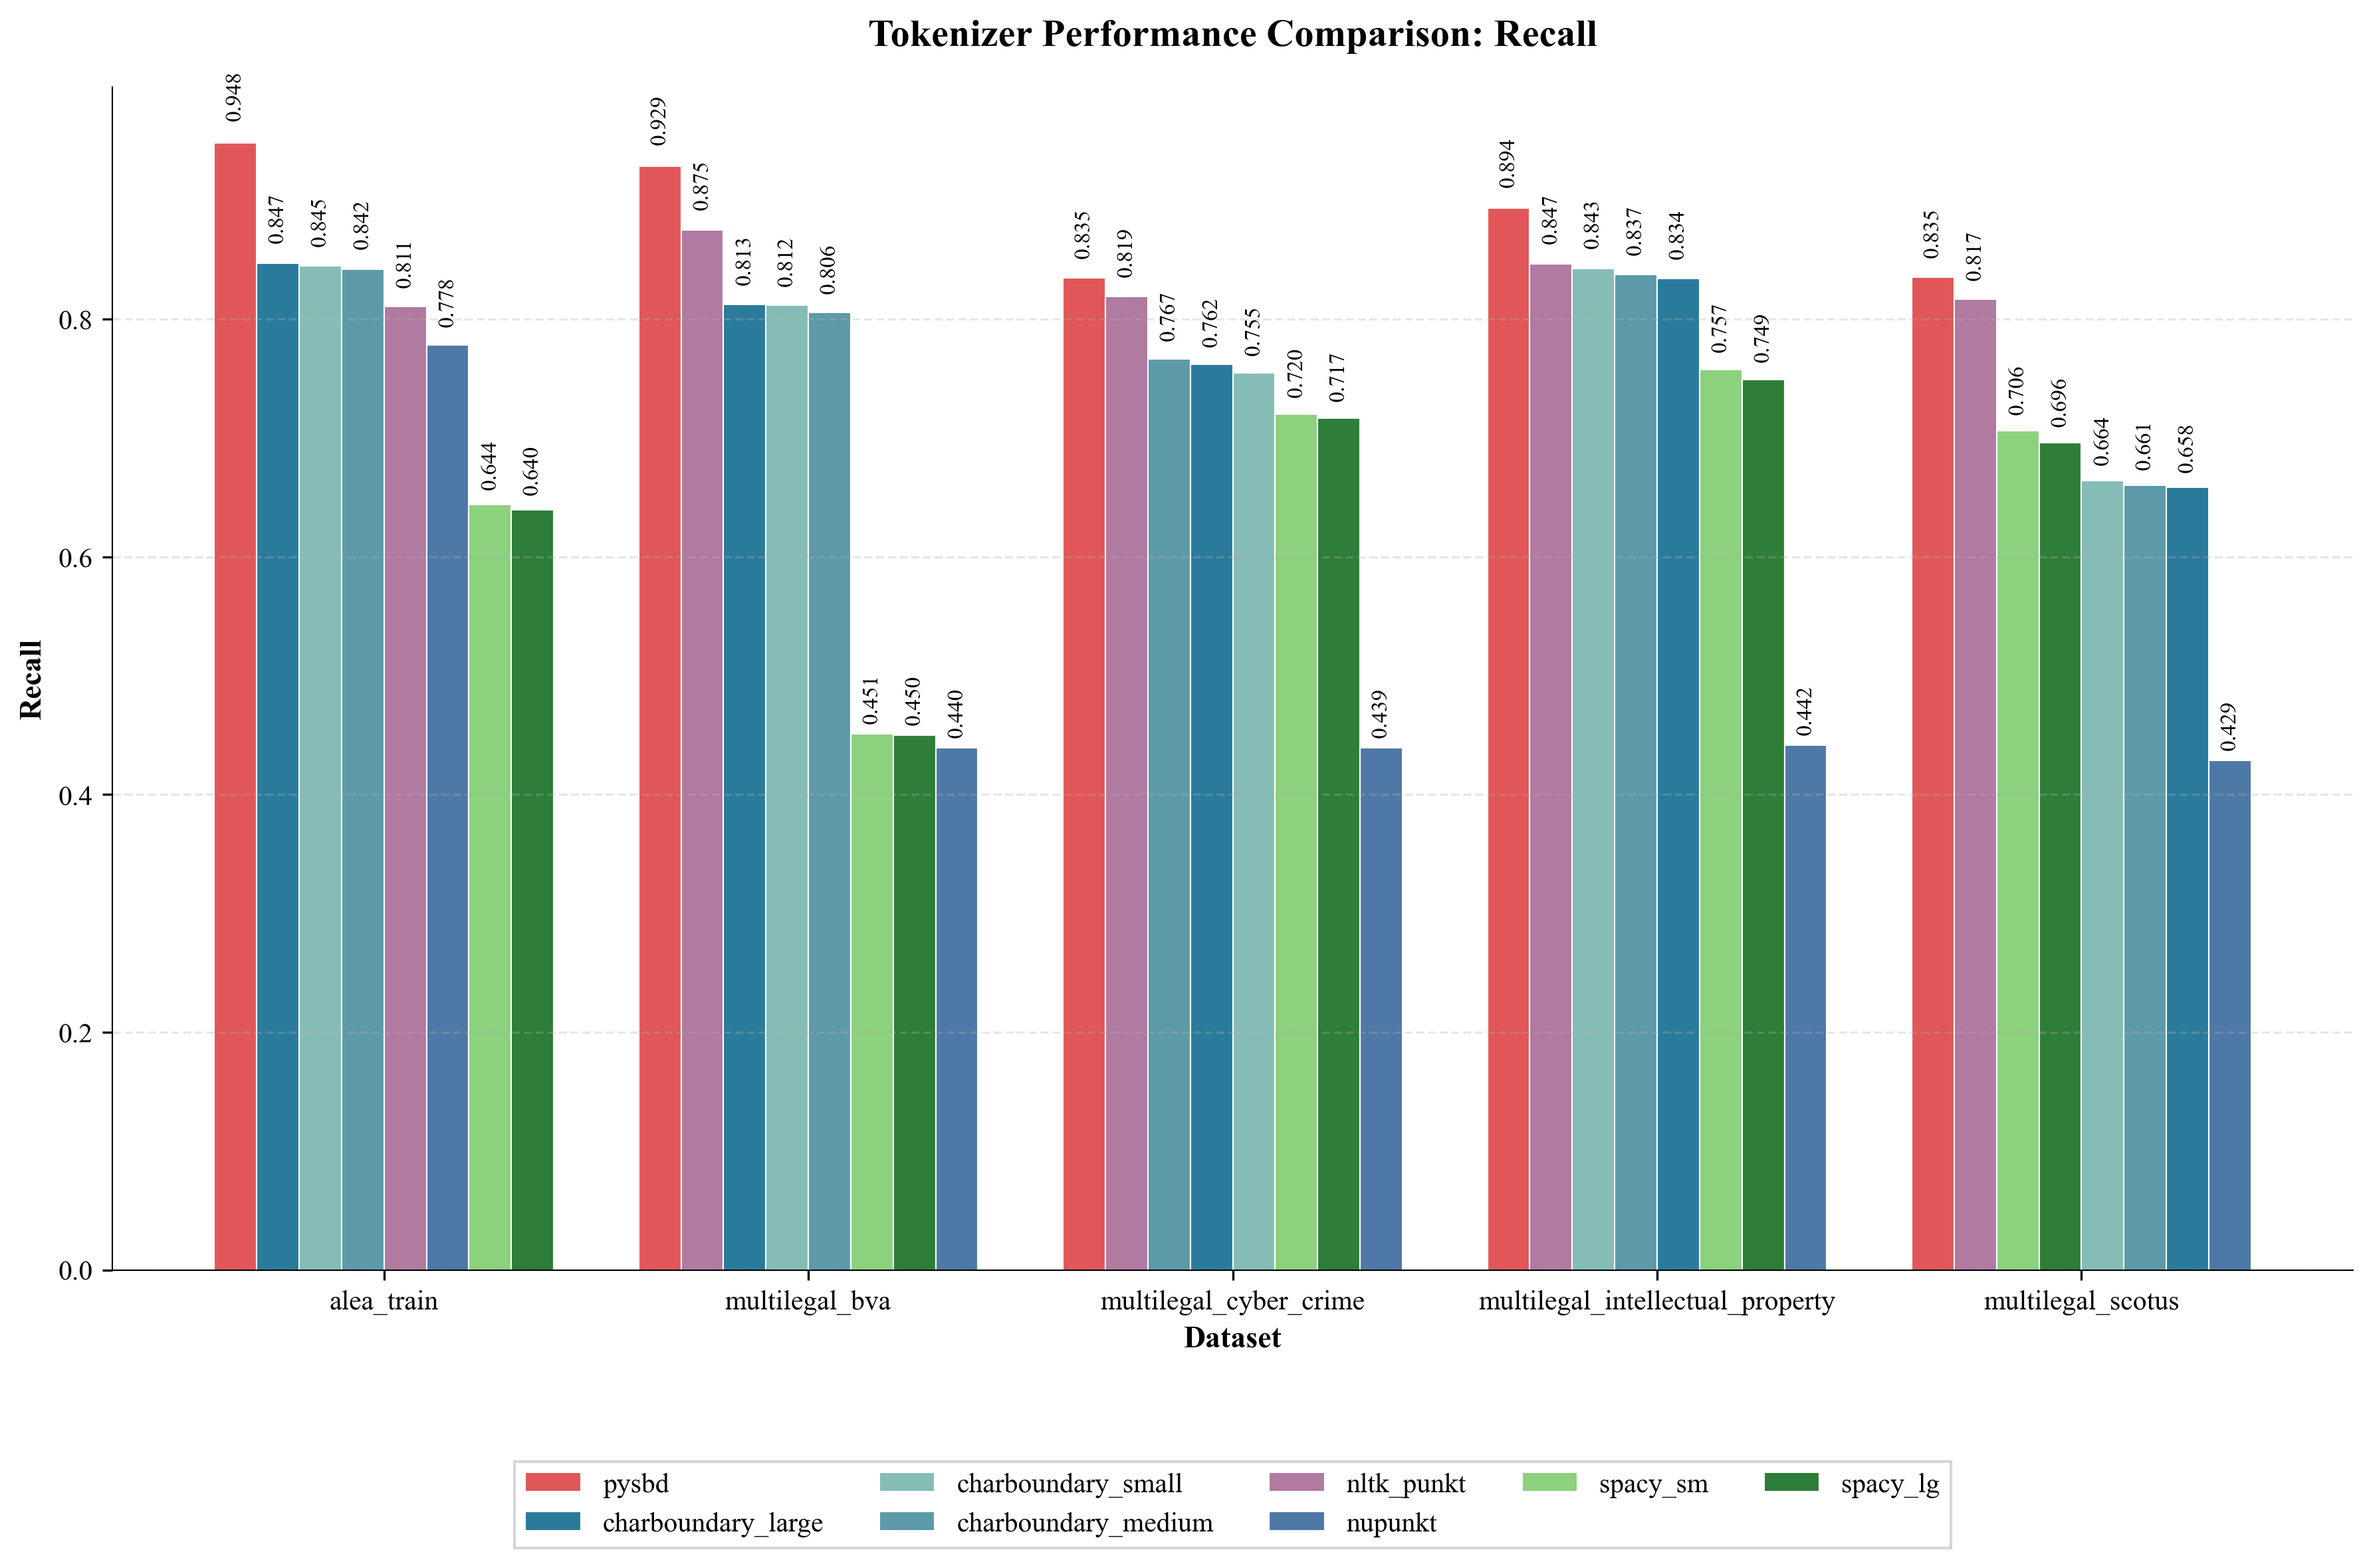 Tokenizer Performance Comparison: Recall
Recall
0.8
0.6
0.4
0.2
0.0
0.948
0.847
0.845
0.842
0.811
0.778
0.644
0.640
0.929
0.875
0.813
0.812
0.806
0.451
0.450
0.440
0.835
0.819
0.767
0.762
0.755
0.720
0.717
0.439
0.894
0.847
0.843
0.837
0.834
0.757
0.749
0.442
0.835
0.817
0.706
0.696
0.664
0.661
0.658
0.429
alea_train
multilegal_bva
multilegal_cyber_crime
multilegal_intellectual_property
multilegal_scotus
Dataset
pysbd
charboundary_large
charboundary_small
charboundary_medium
nltk_punkt
nupunkt
spacy_sm
spacy_lg